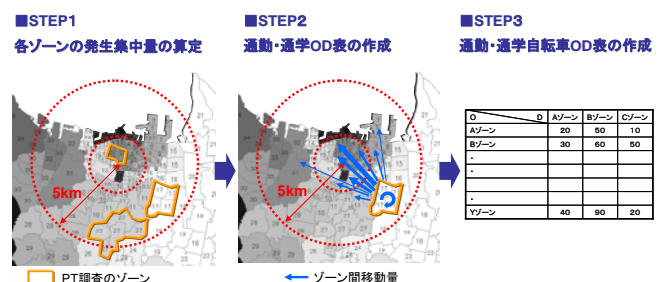 ■STEP1
各ゾーンの発生集中量の算定
5km
PT調査のゾーン
■STEP2
通勤・通学OD表の作成
5km
ゾーン間移動量
■STEP3
通勤・通学自転車OD表の作成
O D Aゾーン Bゾーン Cゾーン
Aゾーン 20 50 10
Bゾーン 30 60 50
・
・
・
Yゾーン 40 90 20